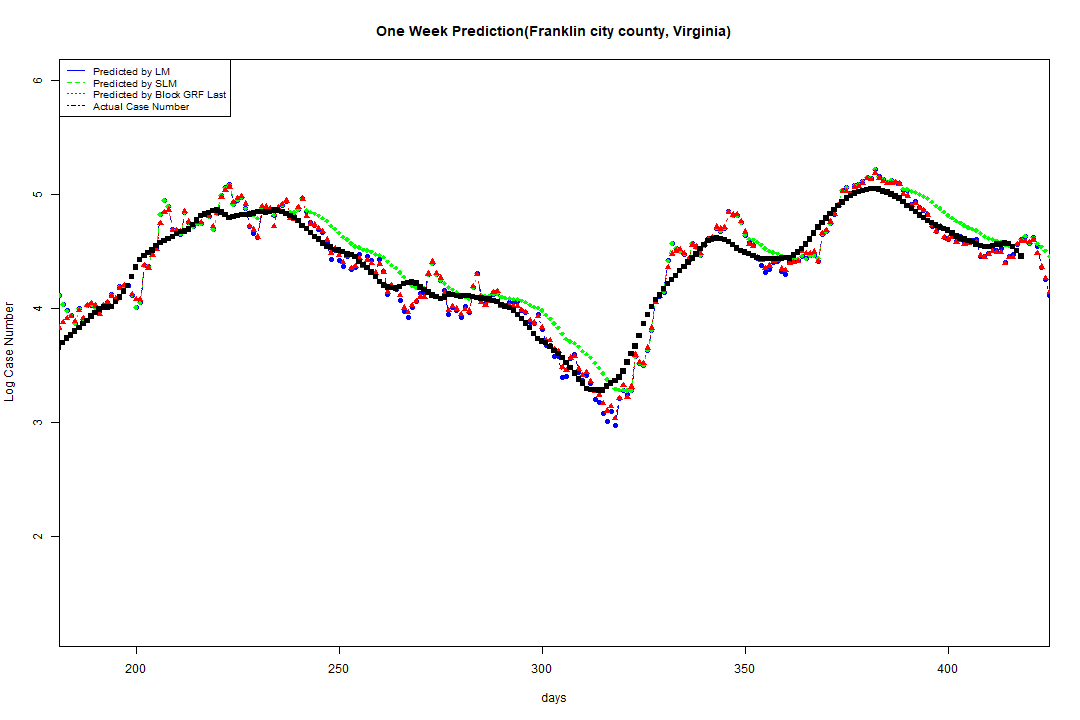 One Week Prediction(Franklin city county, Virginia)
Predicted by LM
Predicted by SLM
Predicted by Block GRF Last
Actual Case Number
6
5
4
3
2
Log Case Number
200 250 300 350 400
days